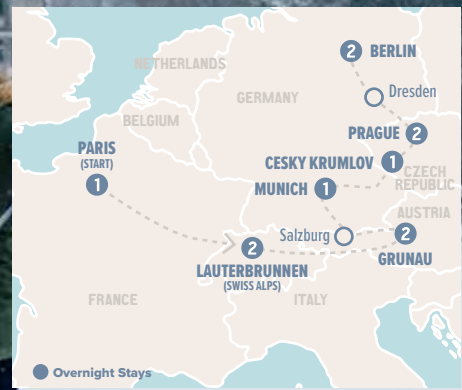 2 BERLIN
NETHERLANDS
Dresden
GERMANY
BELGIUM
PRAGUE 2
PARIS
(START)
1
CESKY KRUMLOV 1
CZECH
REPUBLIC
MUNICH 1
AUSTRIA
Salzburg
2
GRUNAU
2
LAUTERBRUNNEN
(SWISS ALPS)
FRANCE
ITALY
Overnight Stays